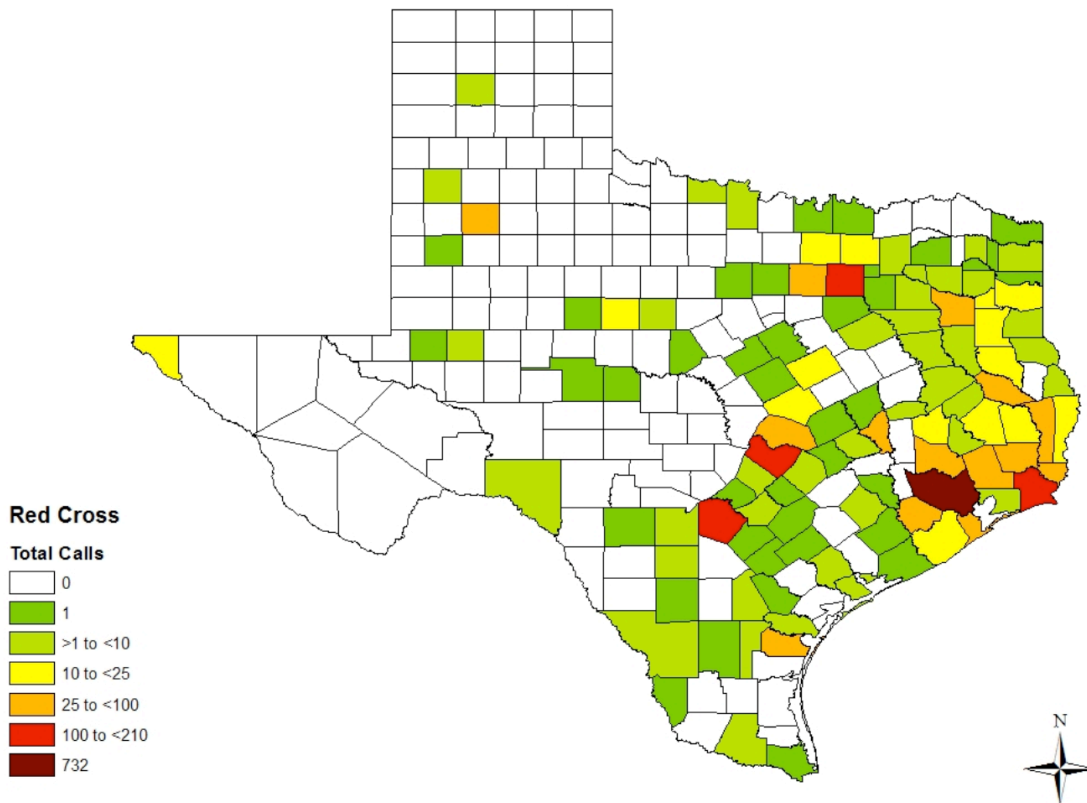 Red Cross
Total Calls
0
1
>1 to <10
10 to <25
25 to <100
100 to <210
732
N